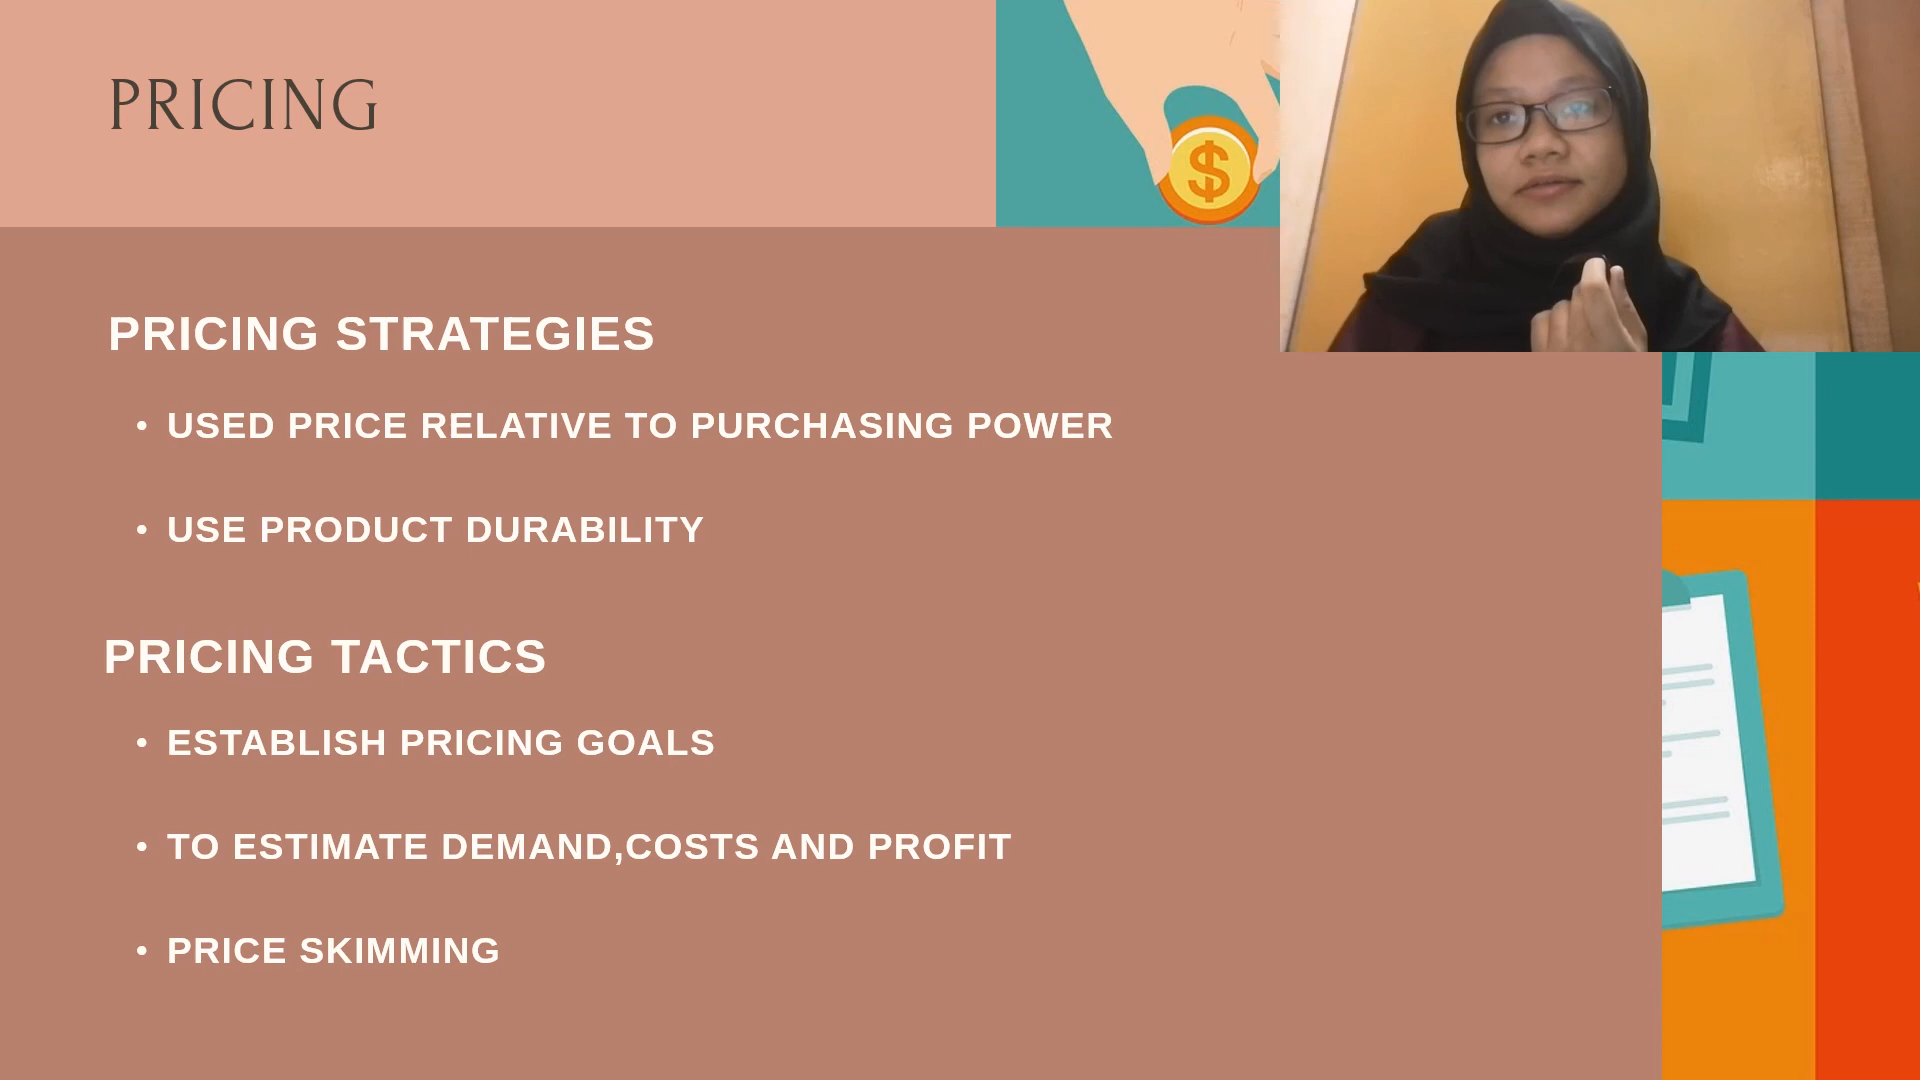 PRICING
PRICING STRATEGIES
• USED PRICE RELATIVE TO PURCHASING POWER
• USE PRODUCT DURABILITY
PRICING TACTICS
• ESTABLISH PRICING GOALS
• TO ESTIMATE DEMAND,COSTS AND PROFIT
• PRICE SKIMMING
$